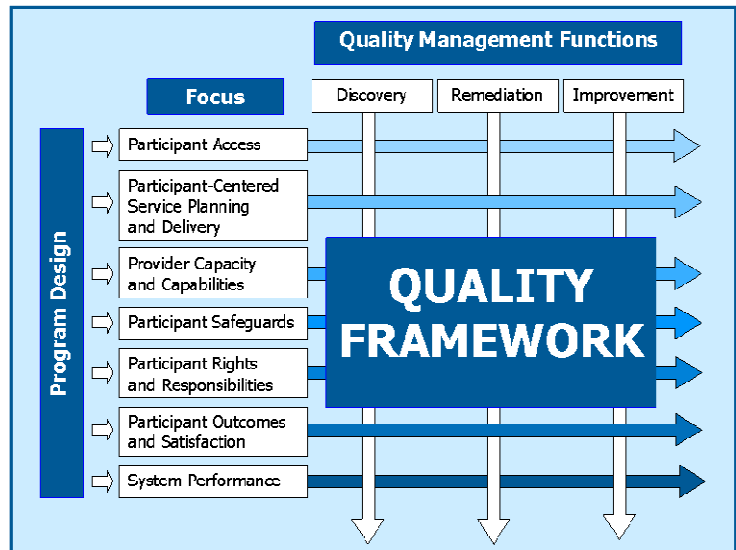 Quality Management Functions
Focus
Discovery
Remediation
Improvement
Program Design
Participant Access
Participant-Centered
Service Planning
and Delivery
Provider Capacity
and Capabilities
Participant Safeguards
Participant Rights
and Responsibilities
Participant Outcomes
and Satisfaction
System Performance
QUALITY
FRAMEWORK